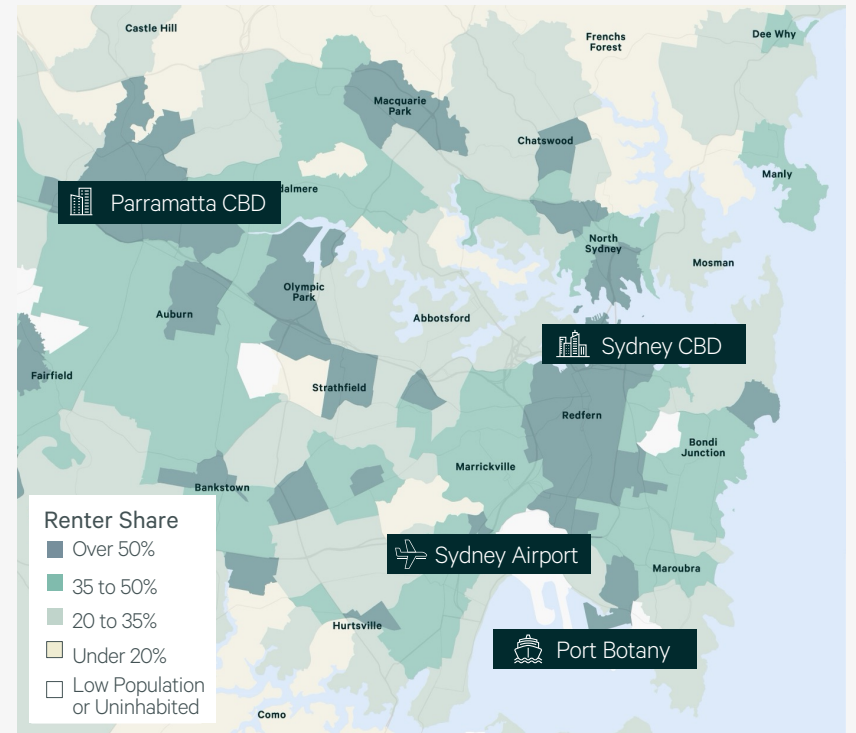 Castle Hill
Frenchs
Forest
Dee Why
Macquarie
Park
Chatswood
Manly
Parramatta CBD
dalmere
North
Sydney
Mosman
Olympic
Park
Auburn
Abbotsford
Sydney CBD
Fairfield
Strathfield
Redfern
Bondi
Junction
Marrickville
Bankstown
Renter Share
Over 50%
35 to 50%
20 to 35%
Under 20%
Low Population
or Uninhabited
Sydney Airport
Maroubra
Hurtsville
Port Botany
Como